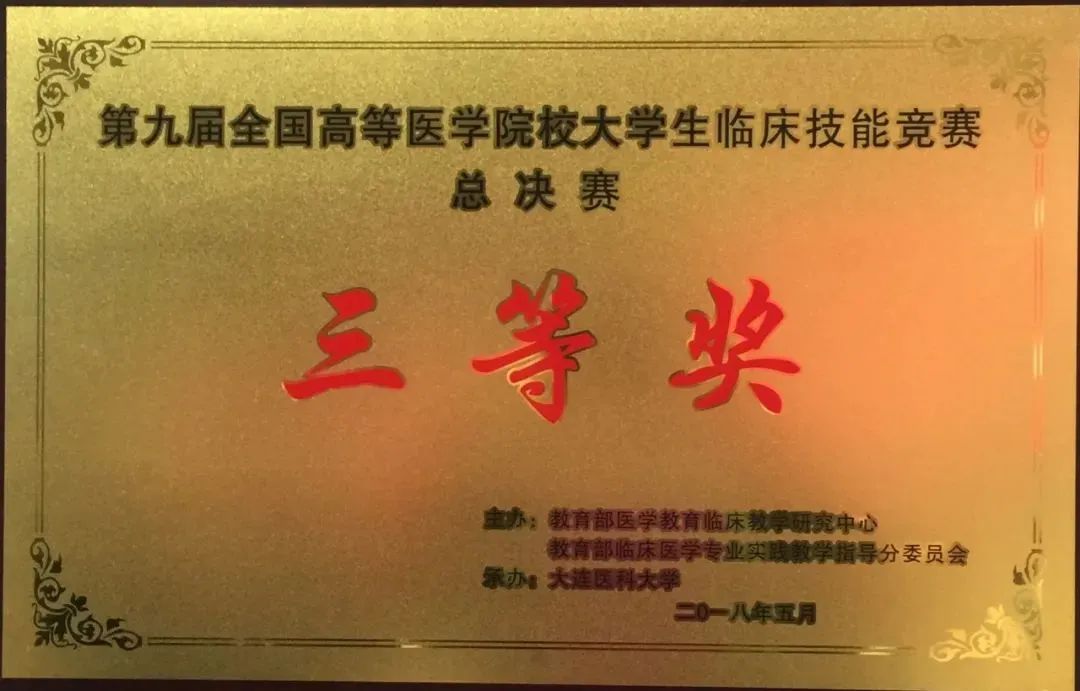 第九届全国高等医学院校大学生临床技能竞赛
总决赛
三等奖
主办：教育部医学教育临床教学研究中心
教育部临床医学专业实践教学指导分委员会
承办：大连医科大学
二〇一八年五月